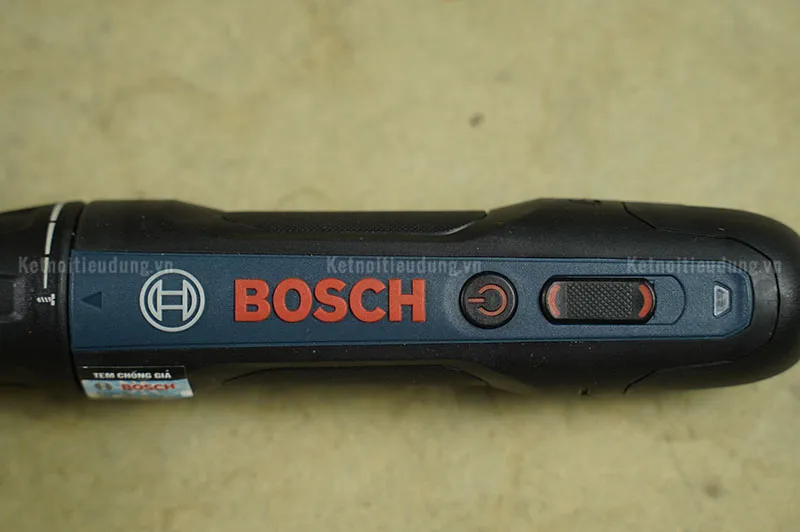 Ketnoitieudung.vn
Ketnoitieudung.vn
Ketnoitieudung.vn
BOSCH
TEM CHỐNG GIẢ
BOSCH